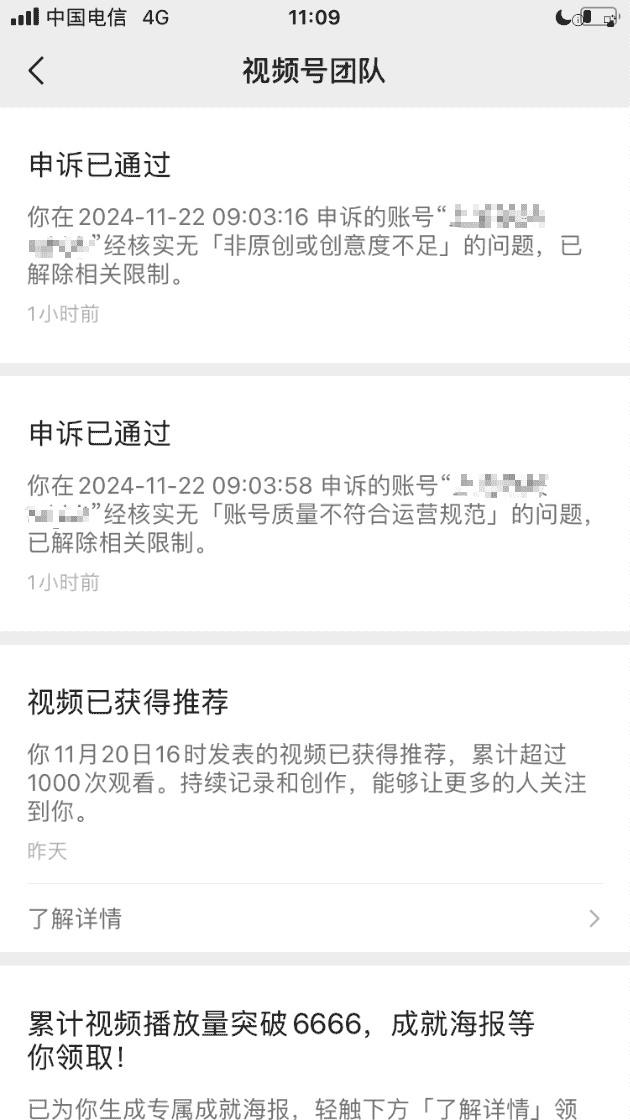 中国电信 4G 11:09
视频号团队
申诉已通过
你在2024-11-22 09:03:16 申诉的账号“
”经核实无「非原创或创意度不足」的问题，已
解除相关限制。
1小时前
申诉已通过
你在2024-11-22 09:03:58 申诉的账号“
”经核实无「账号质量不符合运营规范」的问题，
已解除相关限制。
1小时前
视频已获得推荐
你11月20日16时发表的视频已获得推荐，累计超过
1000次观看。持续记录和创作，能够让更多的人关注
到你。
昨天
了解详情
累计视频播放量突破6666，成就海报等
你领取！
已为你生成专属成就海报，轻触下方「了解详情」领